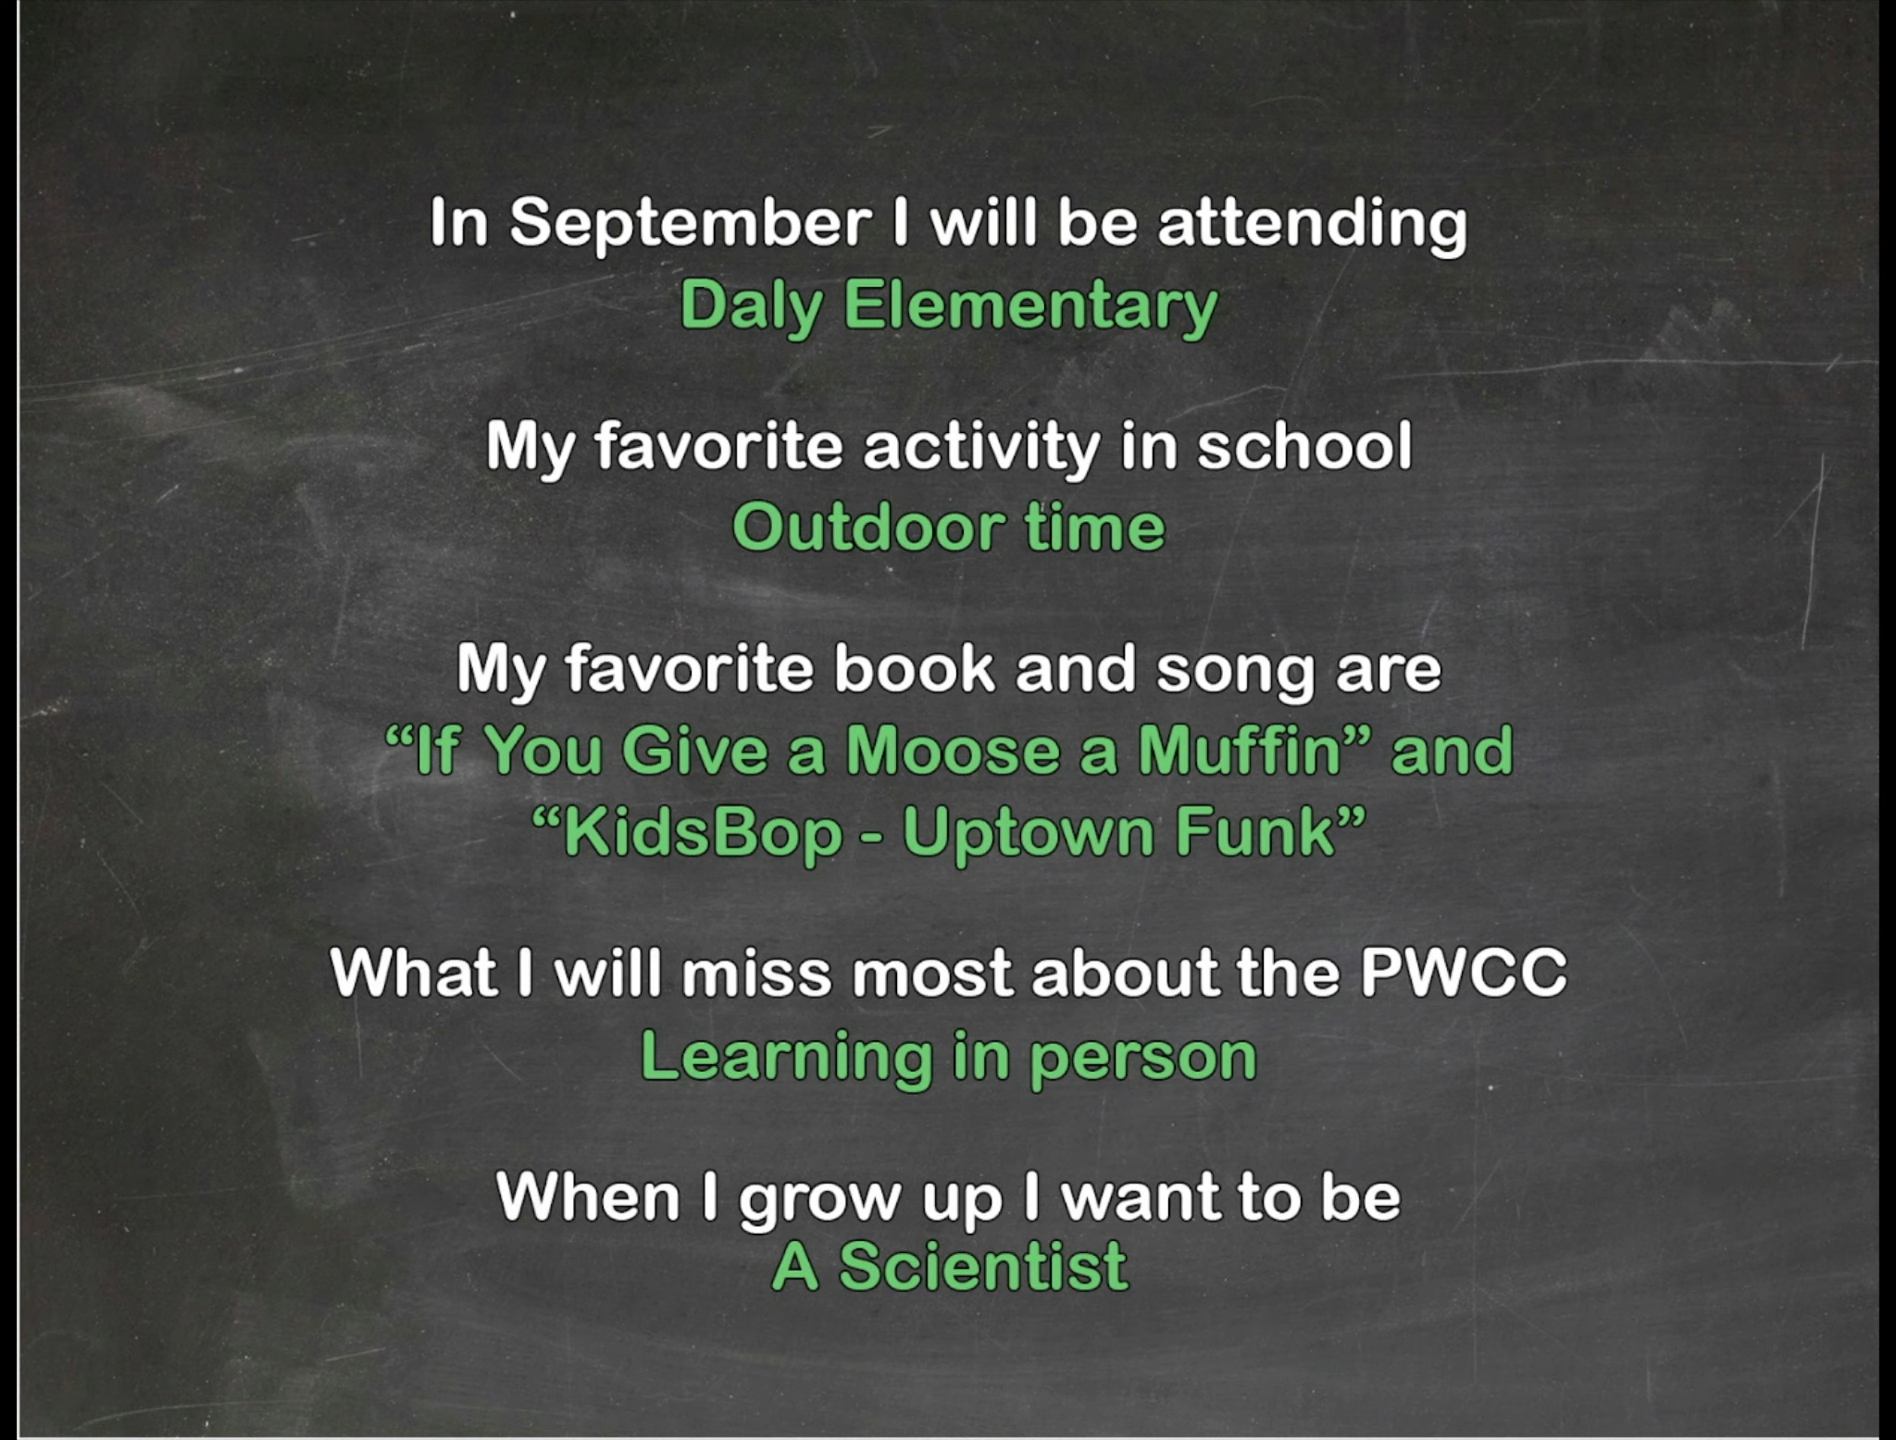 In September I will be attending
Daly Elementary
My favorite activity in school
Outdoor time
My favorite book and song are
“If You Give a Moose a Muffin” and
“KidsBop - Uptown Funk”
What I will miss most about the PWCC
Learning in person
When I grow up I want to be
A Scientist